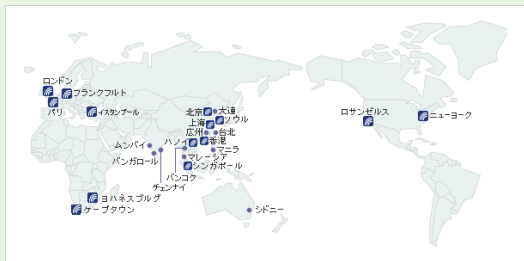 ロンドン
フランクフルト
パリ
イスタンブール
北京
大連
上海
ソウル
広州
台北
ハノイ
香港
ムンバイ
マニラ
バンガロール
マレーシア
シンガポール
バンコク
チェンナイ
ヨハネスブルグ
ケープタウン
シドニー
ロサンゼルス
ニューヨーク